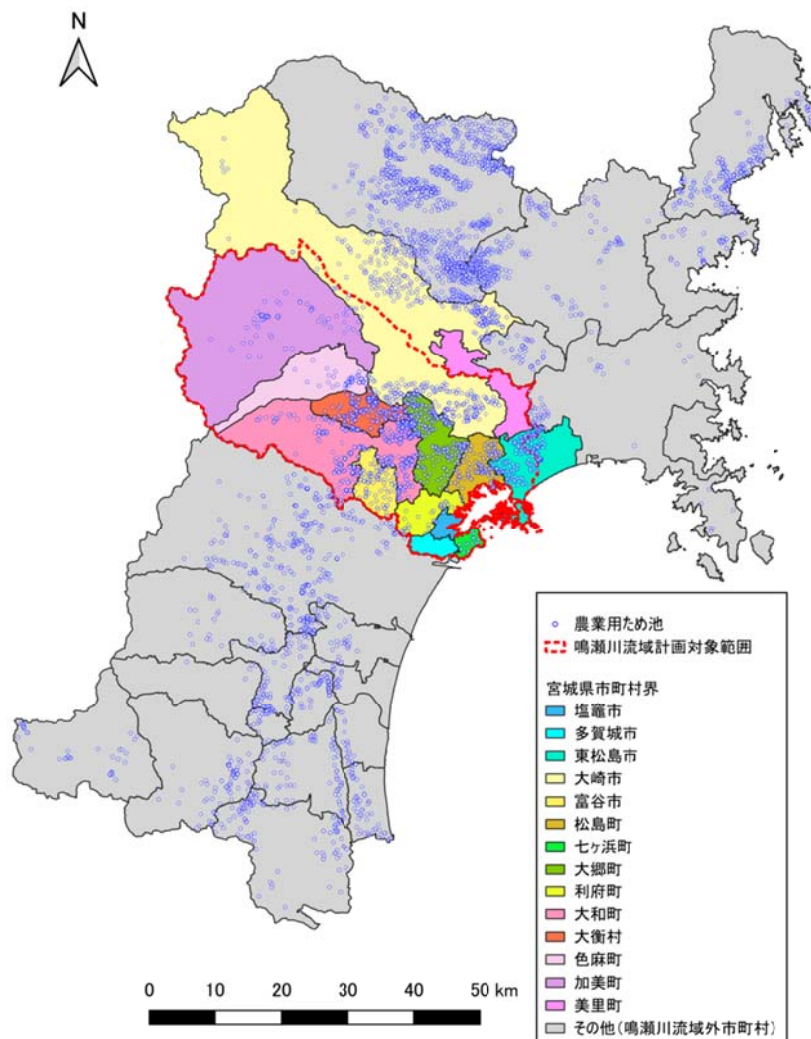 N
農業用ため池
鳴瀬川流域計画対象範囲
宮城県市町村界
塩竈市
多賀城市
東松島市
大崎市
富谷市
松島町
七ヶ浜町
大郷町
利府町
大和町
大衡村
色麻町
加美町
美里町
その他(鳴瀬川流域外市町村)
0 10 20 30 40 50 km